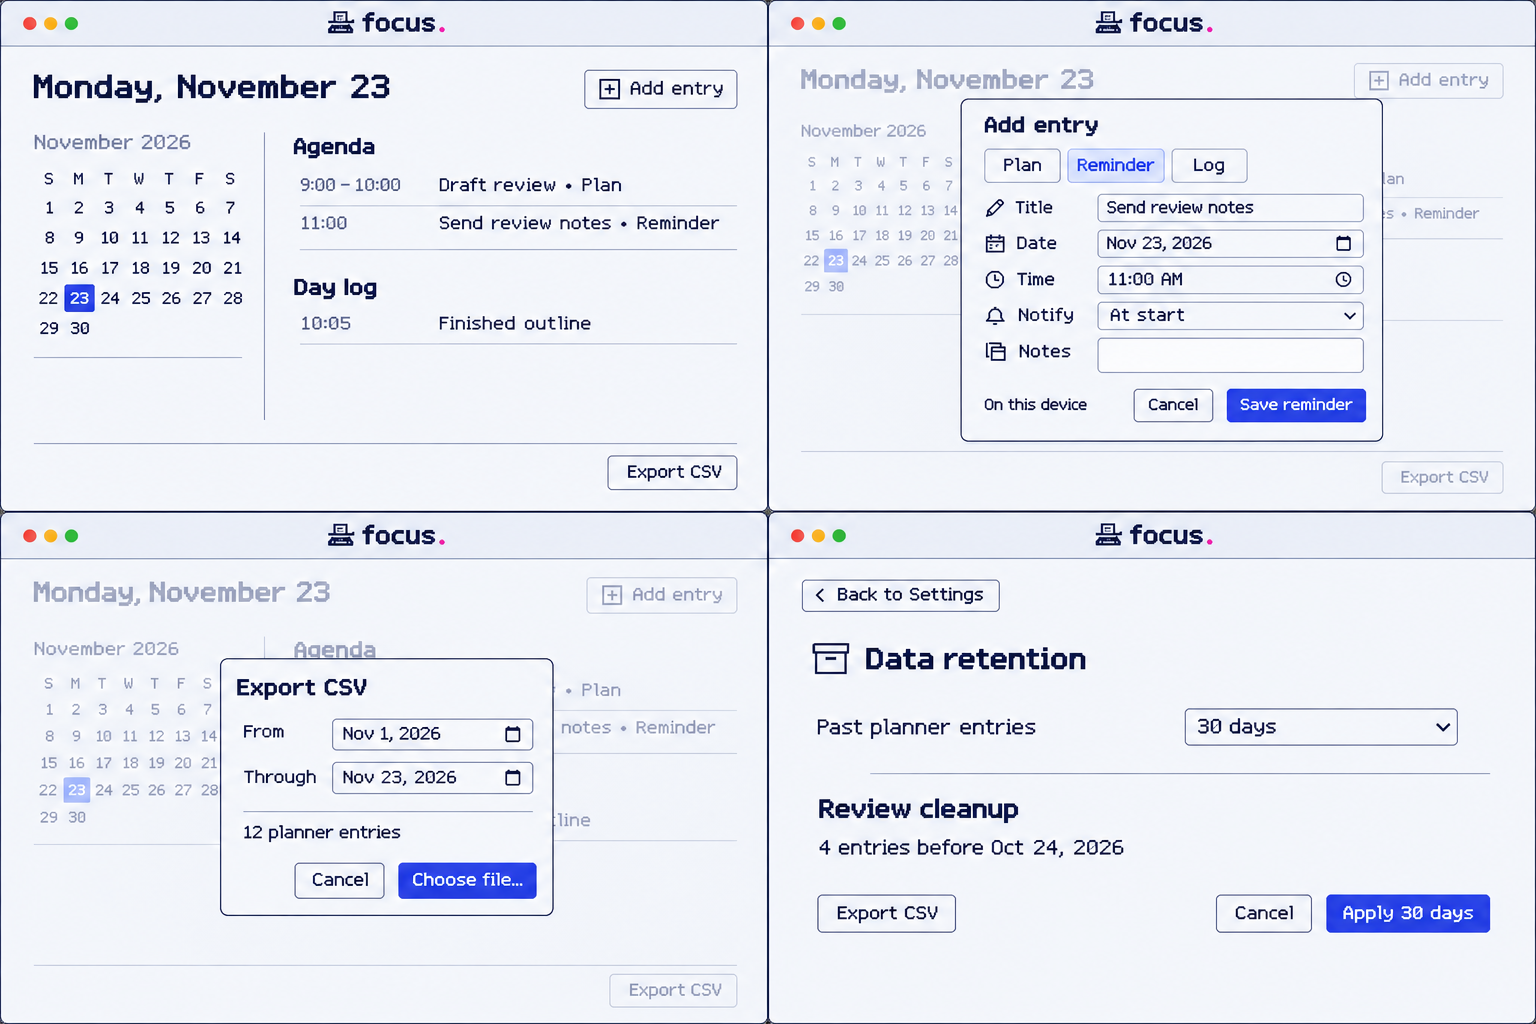 focus.
Monday, November 23
Add entry
November 2026
S M T W T F S
1 2 3 4 5 6 7
8 9 10 11 12 13 14
15 16 17 18 19 20 21
22 23 24 25 26 27 28
29 30
Agenda
9:00 – 10:00 Draft review • Plan
11:00 Send review notes • Reminder
Day log
10:05 Finished outline
Export CSV
focus.
Monday, November 23
Add entry
November 2026
S M T W T F S
1 2 3 4 5 6 7
8 9 10 11 12 13 14
15 16 17 18 19 20 21
22 23 24 25 26 27 28
29 30
lan
s • Reminder
Add entry
Plan Reminder Log
Title Send review notes
Date Nov 23, 2026
Time 11:00 AM
Notify At start
Notes
On this device Cancel Save reminder
Export CSV
focus.
Monday, November 23
Add entry
November 2026
S M T W T F S
1 2 3 4 5 6 7
8 9 10 11 12 13 14
15 16 17 18 19 20 21
22 23 24 25 26 27 28
29 30
Agenda
• Plan
notes • Reminder
line
Export CSV
From Nov 1, 2026
Through Nov 23, 2026
12 planner entries
Cancel Choose file...
Export CSV
focus.
Back to Settings
Data retention
Past planner entries 30 days
Review cleanup
4 entries before Oct 24, 2026
Export CSV Cancel Apply 30 days